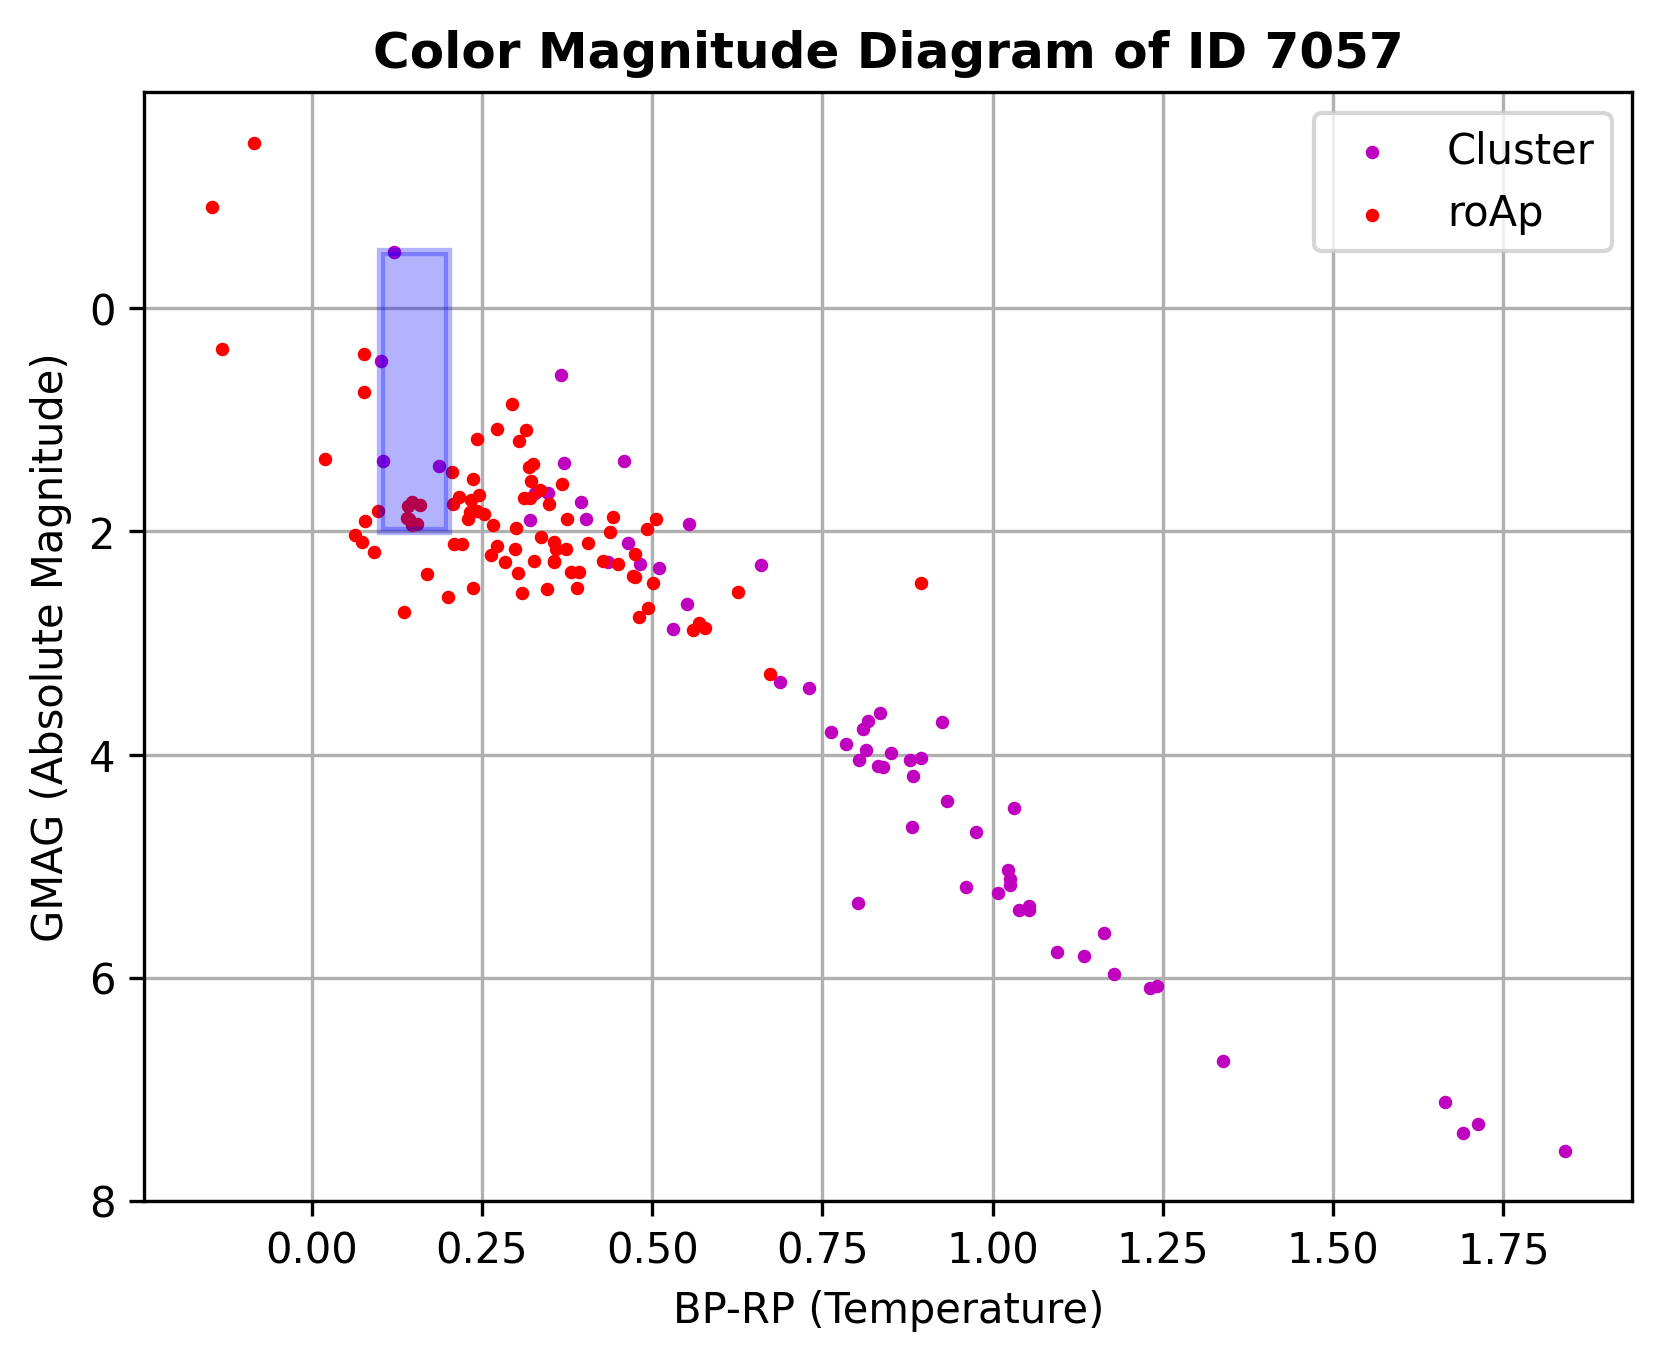 Color Magnitude Diagram of ID 7057
Cluster
roAp
GMAG (Absolute Magnitude)
0
2
4
6
8
0.00 0.25 0.50 0.75 1.00 1.25 1.50 1.75
BP-RP (Temperature)